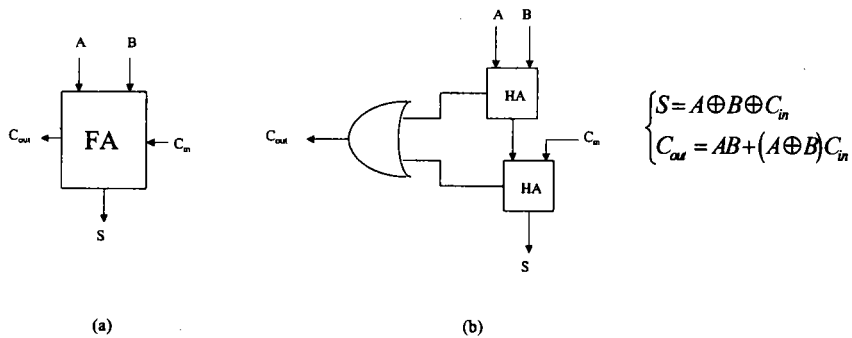 A B
FA
C_out
C_in
S
(a)
A B
HA
C_out
C_in
HA
S
(b)
S = A⊕B⊕C_in
C_out = AB+(A⊕B)C_in